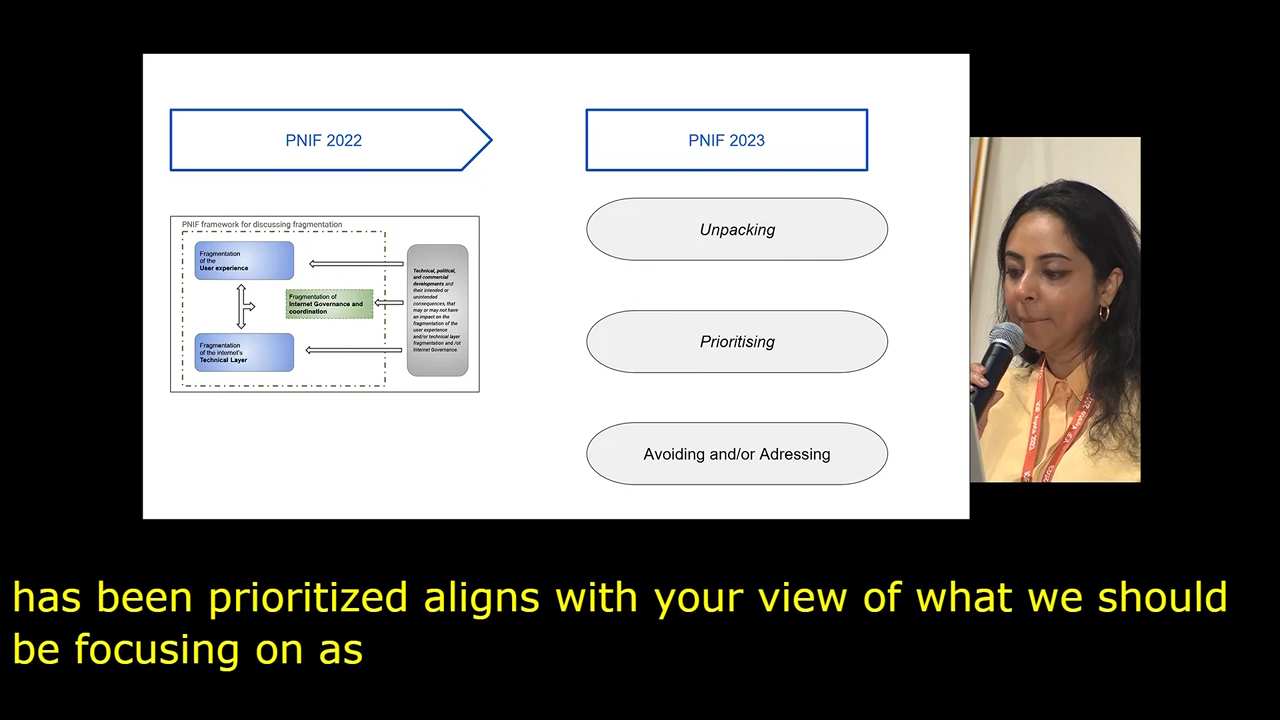 PNIF 2022
PNIF 2023
PNIF framework for discussing fragmentation
Fragmentation
of the
User experience
Fragmentation of
Internet Governance and
coordination
Fragmentation
of the internet's
Technical Layer
Technical, political,
and commercial
developments and
their intended or
unintended
consequences, that
may or may not have
an impact on the
fragmentation of the
user experience
and/or technical layer
fragmentation and /or
Internet Governance.
Unpacking
Prioritising
Avoiding and/or Adressing
has been prioritized aligns with your view of what we should
be focusing on as